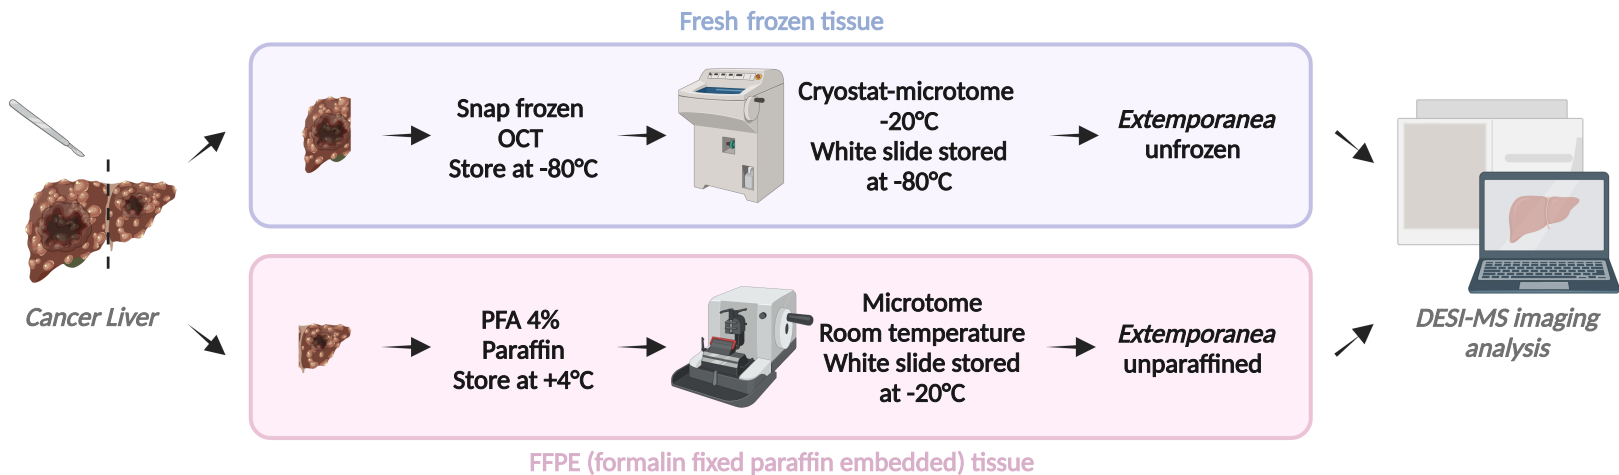 Fresh frozen tissue
Snap frozen
OCT
Store at -80°C
Cryostat-microtome
-20°C
White slide stored
at -80°C
Extemporanea
unfrozen
Cancer Liver
PFA 4%
Paraffin
Store at +4°C
Microtome
Room temperature
White slide stored
at -20°C
Extemporanea
unparaffined
DESI-MS imaging
analysis
FFPE (formalin fixed paraffin embedded) tissue